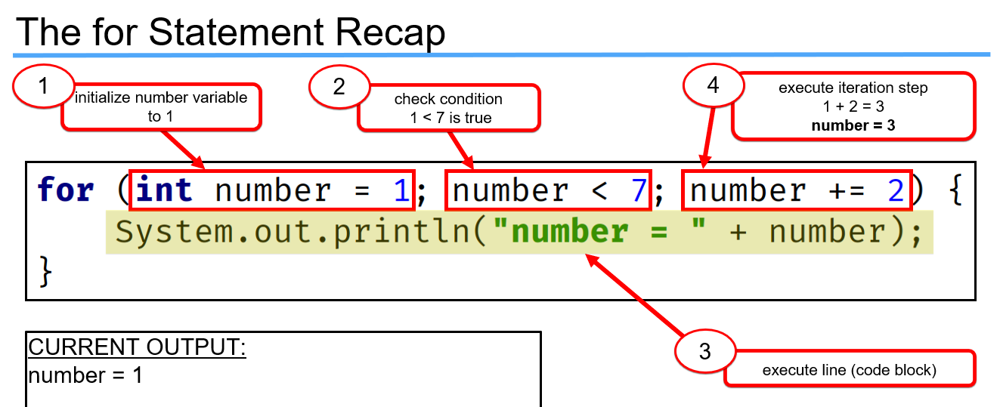 The for Statement Recap
1
initialize number variable
to 1
2
check condition
1 < 7 is true
4
execute iteration step
1 + 2 = 3
number = 3
for (int number = 1; number < 7; number += 2) {
System.out.println("number = " + number);
}
3
execute line (code block)
CURRENT OUTPUT:
number = 1